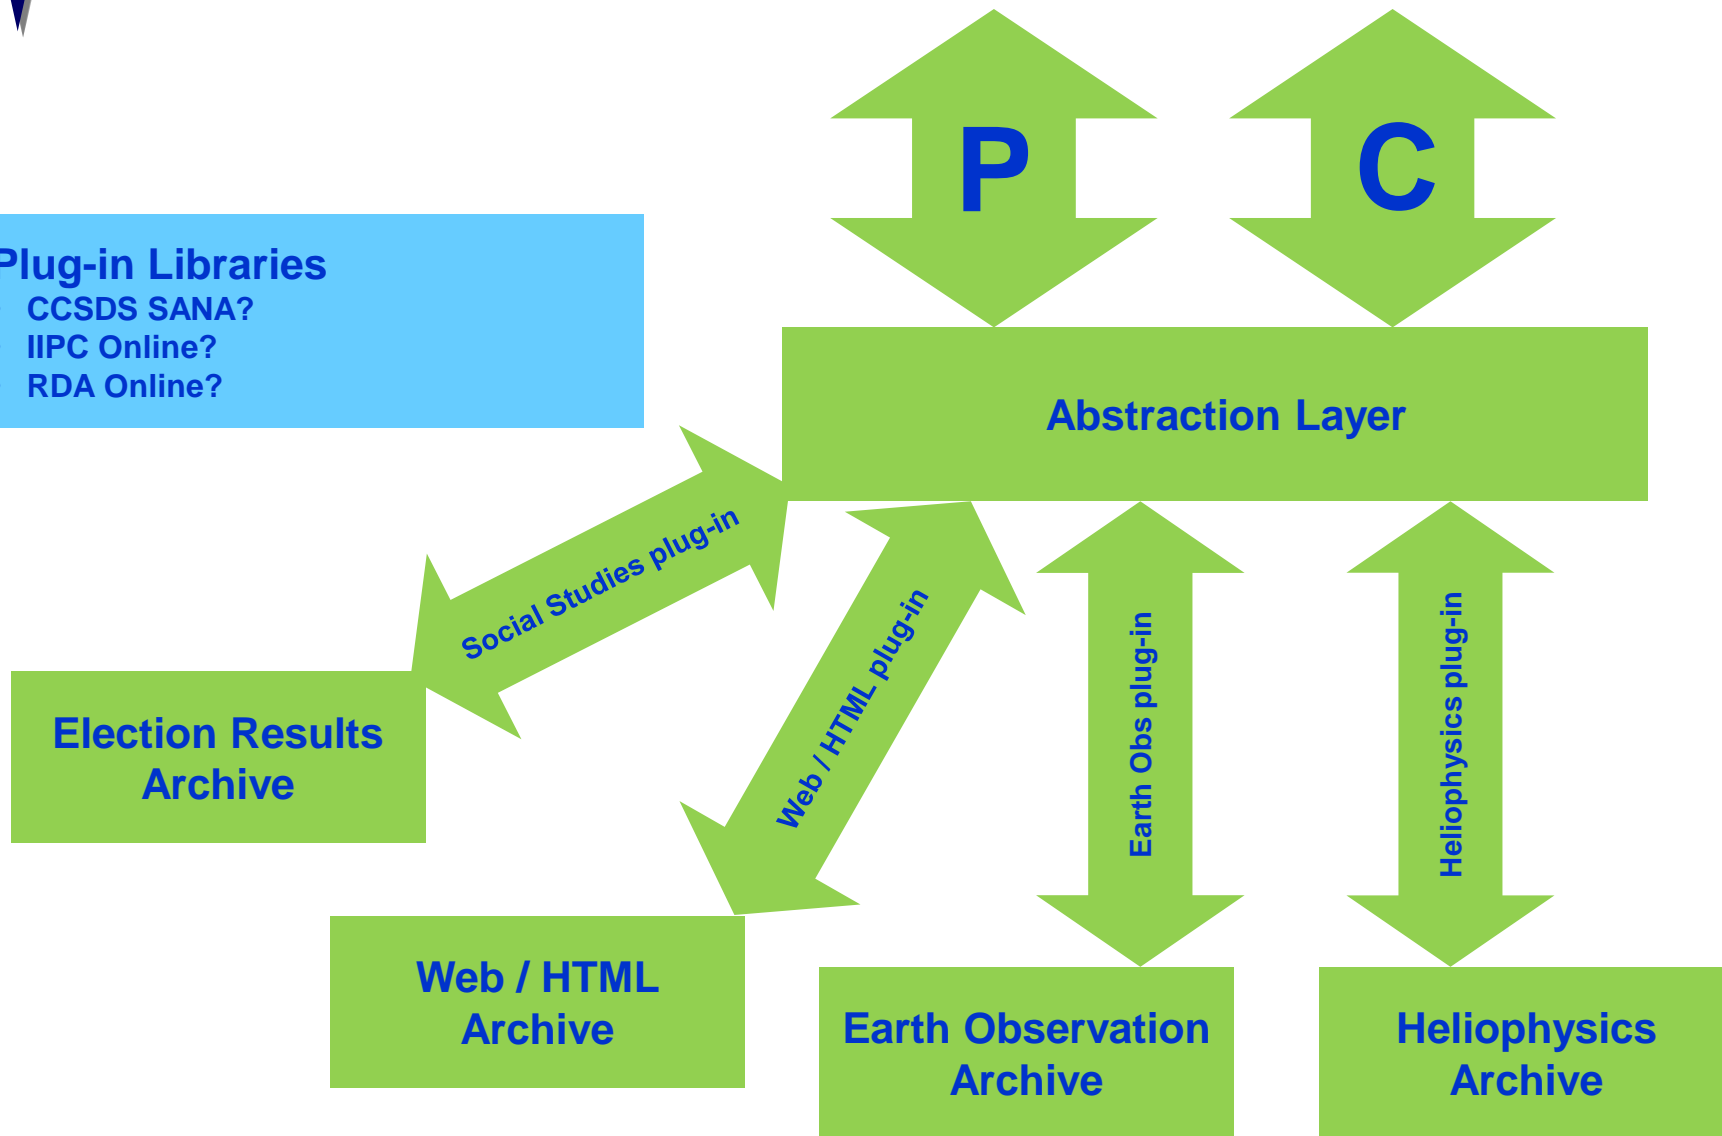 P
C
Plug-in Libraries
CCSDS SANA?
IIPC Online?
RDA Online?
Abstraction Layer
Social Studies plug-in
Web / HTML plug-in
Earth Obs plug-in
Heliophysics plug-in
Election Results
Archive
Web / HTML
Archive
Earth Observation
Archive
Heliophysics
Archive